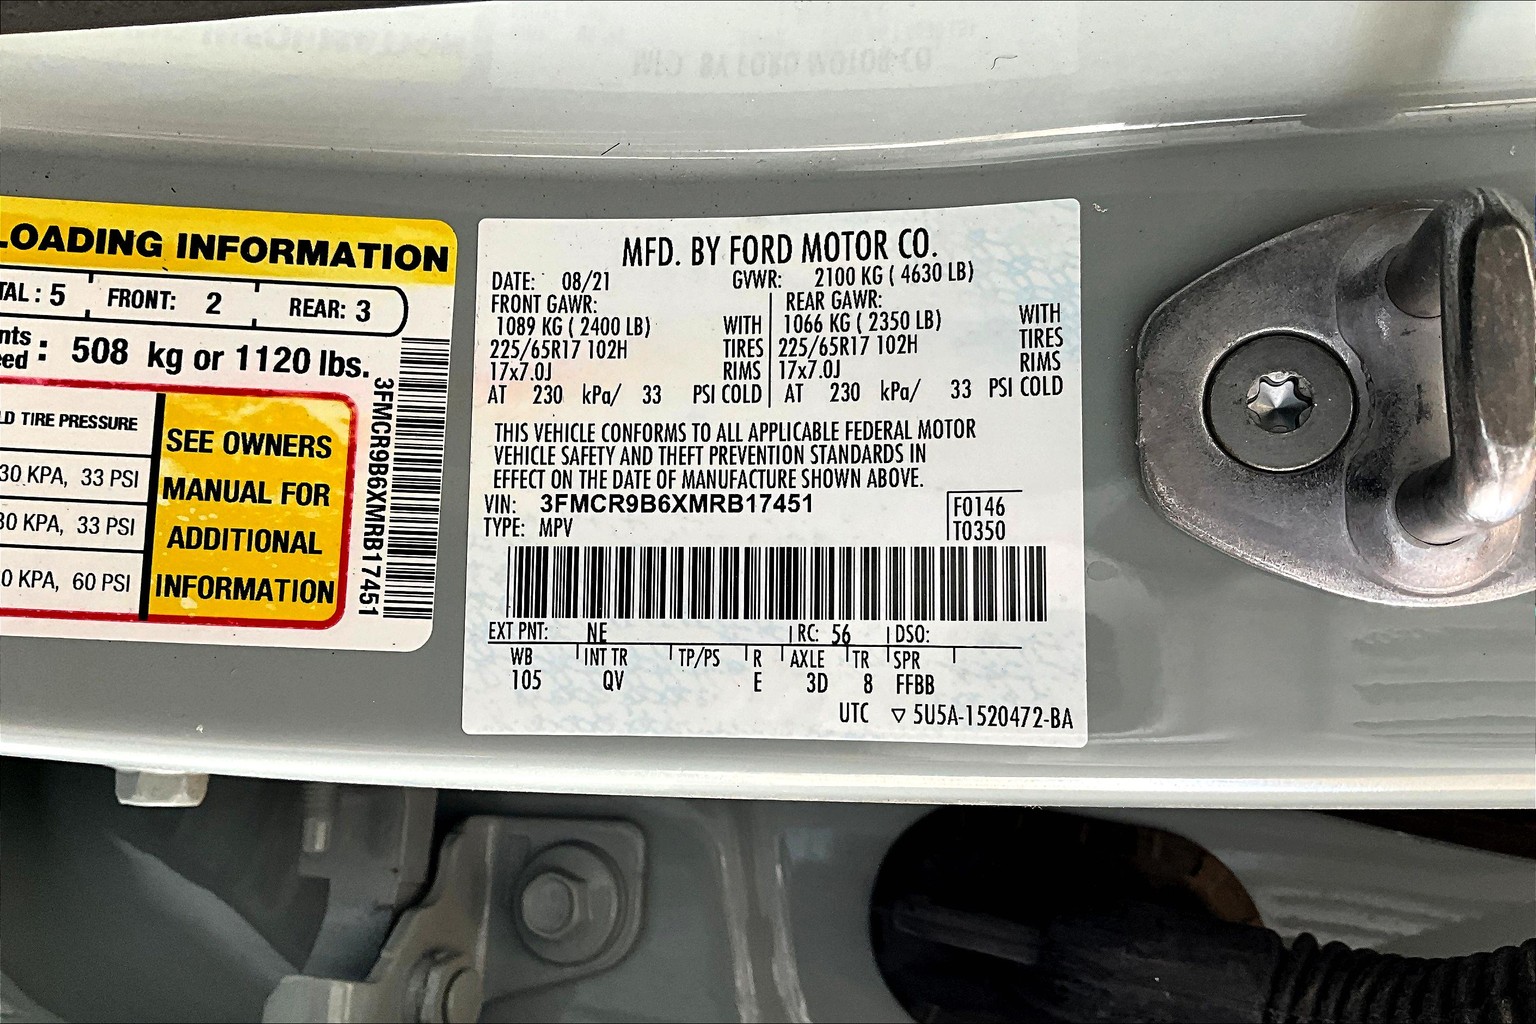 LOADING INFORMATION
TAL : 5 FRONT: 2 REAR: 3
nts
eed : 508 kg or 1120 lbs.
LD TIRE PRESSURE
30 KPA, 33 PSI
30 KPA, 33 PSI
0 KPA, 60 PSI
SEE OWNERS
MANUAL FOR
ADDITIONAL
INFORMATION
3FMCR9B6XMRB17451
MFD. BY FORD MOTOR CO.
DATE: 08/21 GVWR: 2100 KG ( 4630 LB)
FRONT GAWR: REAR GAWR:
1089 KG ( 2400 LB) WITH 1066 KG ( 2350 LB) WITH
225/65R17 102H TIRES 225/65R17 102H TIRES
17x7.0J RIMS 17x7.0J RIMS
AT 230 kPa/ 33 PSI COLD AT 230 kPa/ 33 PSI COLD
THIS VEHICLE CONFORMS TO ALL APPLICABLE FEDERAL MOTOR
VEHICLE SAFETY AND THEFT PREVENTION STANDARDS IN
EFFECT ON THE DATE OF MANUFACTURE SHOWN ABOVE.
VIN: 3FMCR9B6XMRB17451 F0146
TYPE: MPV T0350
EXT PNT: NE RC: 56 DSO:
WB INT TR TP/PS R AXLE TR SPR
105 QV E 3D 8 FFBB
UTC ▽ 5U5A-1520472-BA